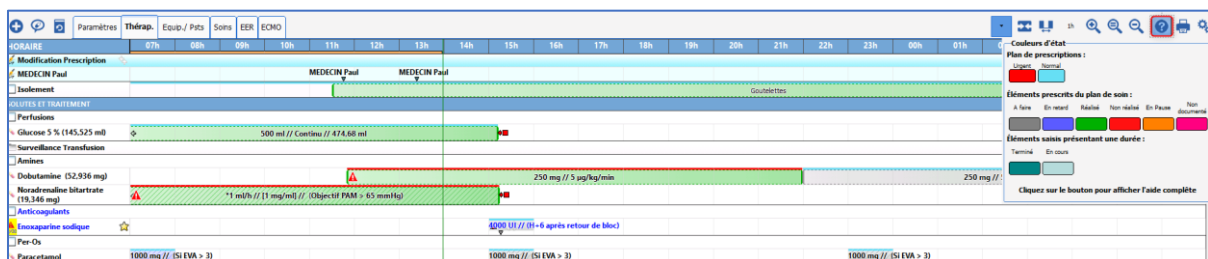 Paramètres Thérap. Equip./ Psts Soins EER ECMO 1h
HORAIRE 07h 08h 09h 10h 11h 12h 13h 14h 15h 16h 17h 18h 19h 20h 21h 22h 23h 00h 01h
Modification Prescription
MEDECIN Paul MEDECIN Paul MEDECIN Paul
Isolement Goutelettes
SOLUTES ET TRAITEMENT
Perfusions
Glucose 5 % (145,525 ml) 500 ml // Continu // 474.68 ml
Surveillance Transfusion
Amines
Dobutamine (52,936 mg) 250 mg // 5 µg/kg/min 250 mg //
Noradrenaline bitartrate
(19,346 mg) *1 ml/h // [1 mg/ml] // (Objectif PAM > 65 mmHg)
Anticoagulants
Enoxaparine sodique 4000 UI // (H+6 après retour de bloc)
Per-Os
Paracetamol 1000 mg // (Si EVA > 3) 1000 mg // (Si EVA > 3) 1000 mg // (Si EVA > 3)
Couleurs d'état
Plan de prescriptions :
Urgent Normal
Éléments prescrits du plan de soin :
A faire En retard Réalisé Non réalisé En Pause Non documenté
Éléments saisis présentant une durée :
Terminé En cours
Cliquez sur le bouton pour afficher l'aide complète